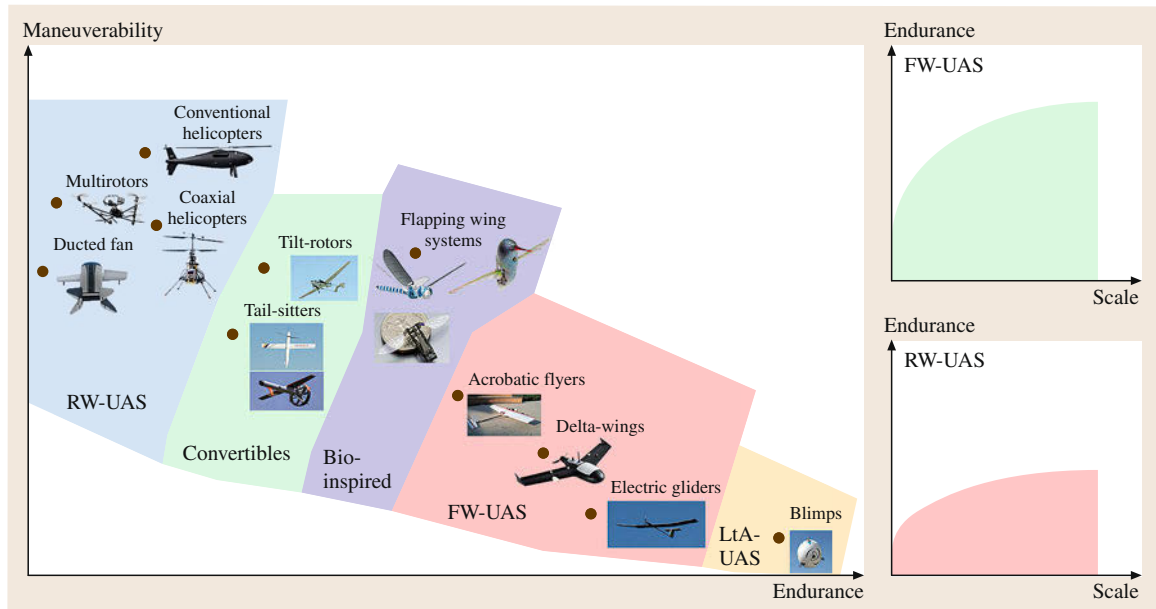 Maneuverability
Conventional
helicopters
Multirotors
Coaxial
helicopters
Ducted fan
RW-UAS
Tilt-rotors
Tail-sitters
Convertibles
Flapping wing
systems
Bio-
inspired
Acrobatic flyers
Delta-wings
Electric gliders
FW-UAS
Blimps
LtA-
UAS
Endurance
Endurance
FW-UAS
Scale
Endurance
RW-UAS
Scale